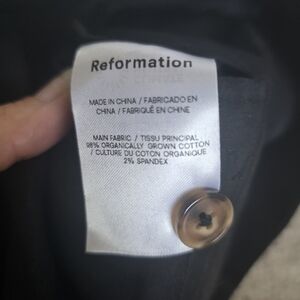 Reformation
MADE IN CHINA / FABRICADO EN
CHINA / FABRIQUÉ EN CHINE
MAIN FABRIC / TISSU PRINCIPAL
98% ORGANICALLY GROWN COTTON
/ CULTURE DU COTON ORGANIQUE
2% SPANDEX